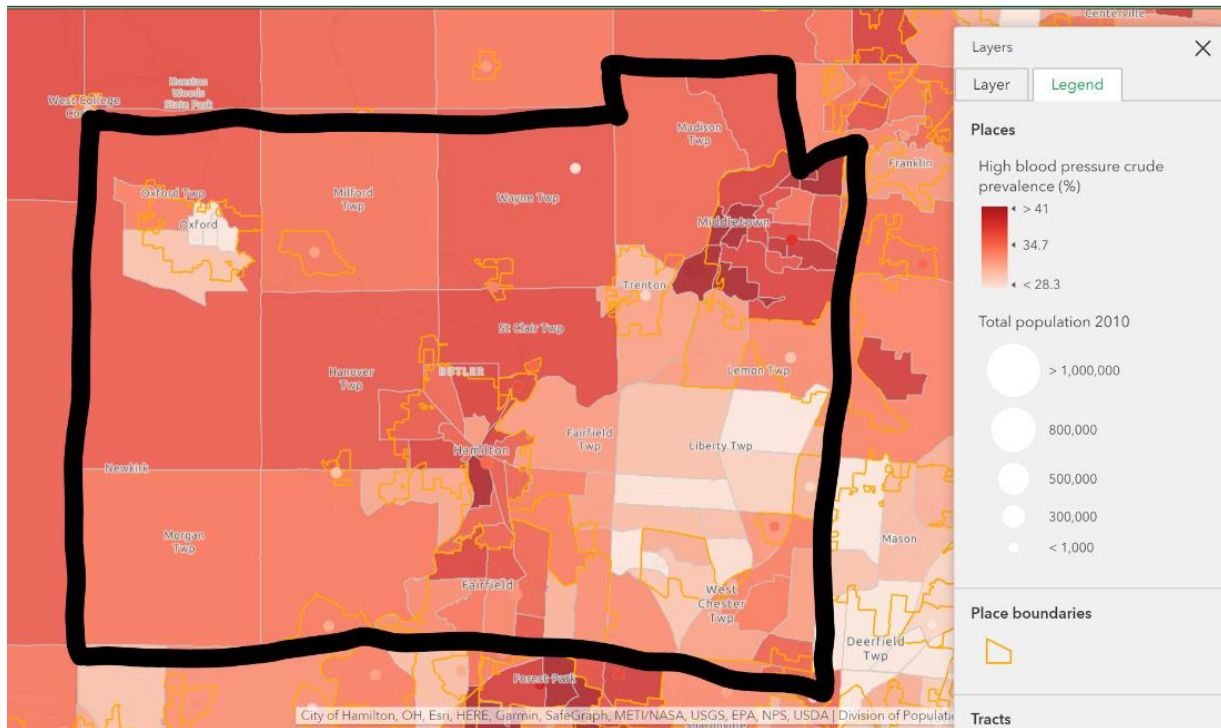 Centerville
Layers
Hueston
Woods
State Park
Layer
Legend
West College
Co
Places
Madison
Twp
Franklin
High blood pressure crude
prevalence (%)
Oxford Twp
Milford
Twp
Wayne Twp
> 41
Oxford
Middletown
34.7
Trenton
< 28.3
St Clair Twp
Total population 2010
Hanover
Twp
BUTLER
Lemon Twp
> 1,000,000
Fairfield
Twp
Liberty Twp
800,000
Hamilton
Newkirk
500,000
300,000
Morgan
Twp
Mason
< 1,000
Fairfield
West
Chester
Twp
Place boundaries
Deerfield
Twp
Forest Park
Tracts
City of Hamilton, OH, Esri, HERE, Garmin, SafeGraph, METI/NASA, USGS, EPA, NPS, USDA | Division of Populatio